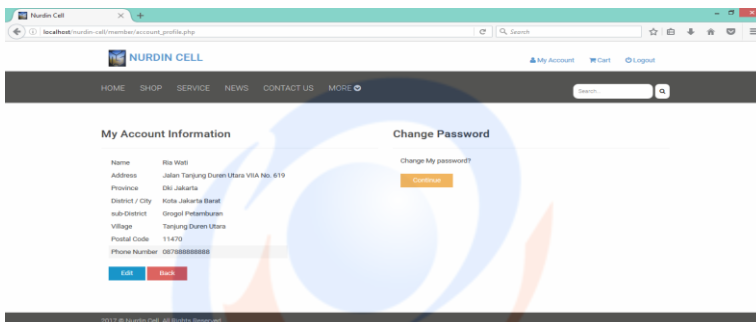 Nurdin Cell
localhost/nurdin-cell/member/account_profile.php
Search
NURDIN CELL
My Account Cart Logout
HOME SHOP SERVICE NEWS CONTACT US MORE
Search..
My Account Information
Name Ria Wati
Address Jalan Tanjung Duren Utara VIIA No. 619
Province Dki Jakarta
District / City Kota Jakarta Barat
sub-District Grogol Petamburan
Village Tanjung Duren Utara
Postal Code 11470
Phone Number 087888888888
Edit Back
Change Password
Change My password?
Continue
2017 © Nurdin Cell. All Rights Reserved